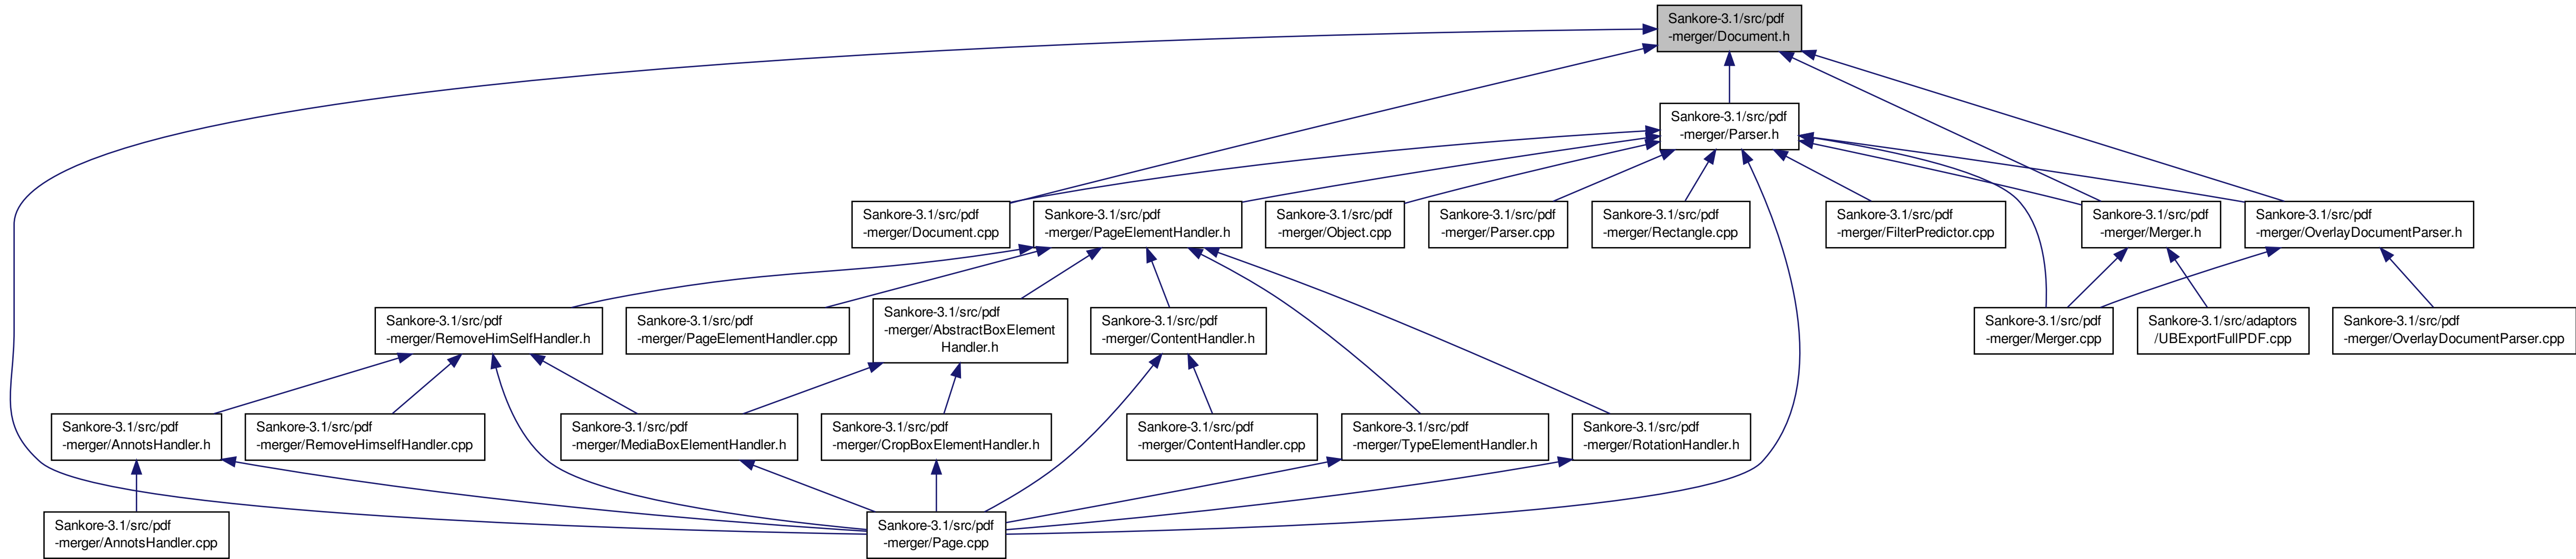 Sankore-3.1/src/pdf
-merger/Document.h
Sankore-3.1/src/pdf
-merger/Parser.h
Sankore-3.1/src/pdf
-merger/Document.cpp
Sankore-3.1/src/pdf
-merger/PageElementHandler.h
Sankore-3.1/src/pdf
-merger/Object.cpp
Sankore-3.1/src/pdf
-merger/Parser.cpp
Sankore-3.1/src/pdf
-merger/Rectangle.cpp
Sankore-3.1/src/pdf
-merger/FilterPredictor.cpp
Sankore-3.1/src/pdf
-merger/Merger.h
Sankore-3.1/src/pdf
-merger/OverlayDocumentParser.h
Sankore-3.1/src/pdf
-merger/RemoveHimSelfHandler.h
Sankore-3.1/src/pdf
-merger/PageElementHandler.cpp
Sankore-3.1/src/pdf
-merger/AbstractBoxElement
Handler.h
Sankore-3.1/src/pdf
-merger/ContentHandler.h
Sankore-3.1/src/pdf
-merger/Merger.cpp
Sankore-3.1/src/adaptors
/UBExportFullPDF.cpp
Sankore-3.1/src/pdf
-merger/OverlayDocumentParser.cpp
Sankore-3.1/src/pdf
-merger/AnnotsHandler.h
Sankore-3.1/src/pdf
-merger/RemoveHimselfHandler.cpp
Sankore-3.1/src/pdf
-merger/MediaBoxElementHandler.h
Sankore-3.1/src/pdf
-merger/CropBoxElementHandler.h
Sankore-3.1/src/pdf
-merger/ContentHandler.cpp
Sankore-3.1/src/pdf
-merger/TypeElementHandler.h
Sankore-3.1/src/pdf
-merger/RotationHandler.h
Sankore-3.1/src/pdf
-merger/AnnotsHandler.cpp
Sankore-3.1/src/pdf
-merger/Page.cpp